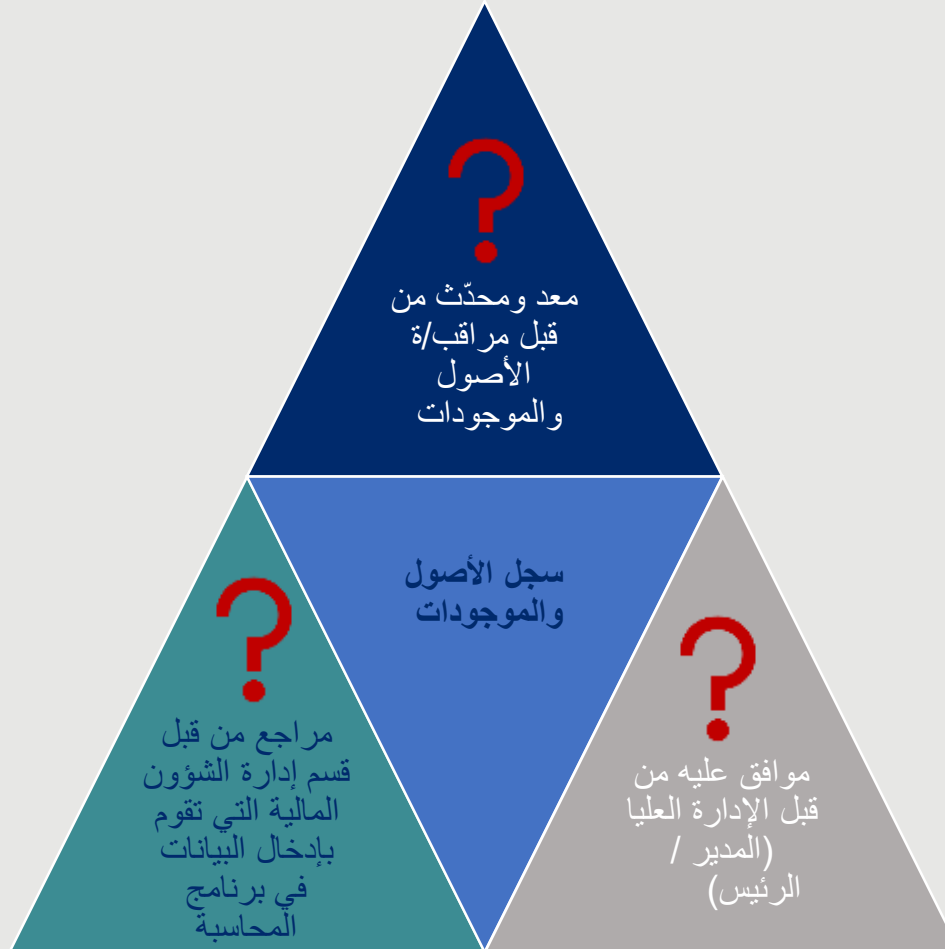 ؟
معد ومحدّث من
قبل مراقب/ة
الأصول
والموجودات
سجل الأصول
والموجودات
؟
مراجع من قبل
قسم إدارة الشؤون
المالية التي تقوم
بإدخال البيانات
في برنامج
المحاسبة
؟
موافق عليه من
قبل الإدارة العليا
(المدير /
الرئيس)